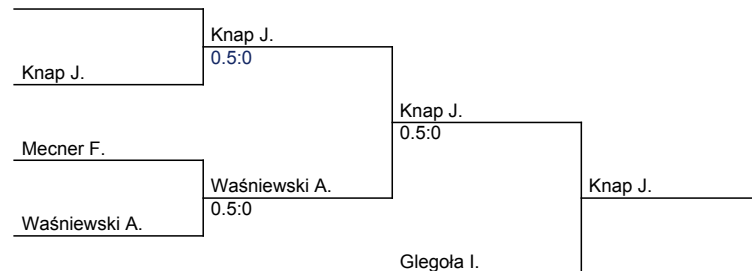 Knap J.
0.5:0
Knap J.
Knap J.
0.5:0
Mecner F.
Waśniewski A.
0.5:0
Knap J.
Waśniewski A.
Glegoła I.